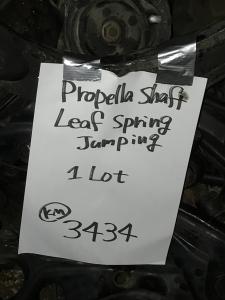 Propella Shaft
Leaf Spring
Jumping
1 Lot
KM
3434